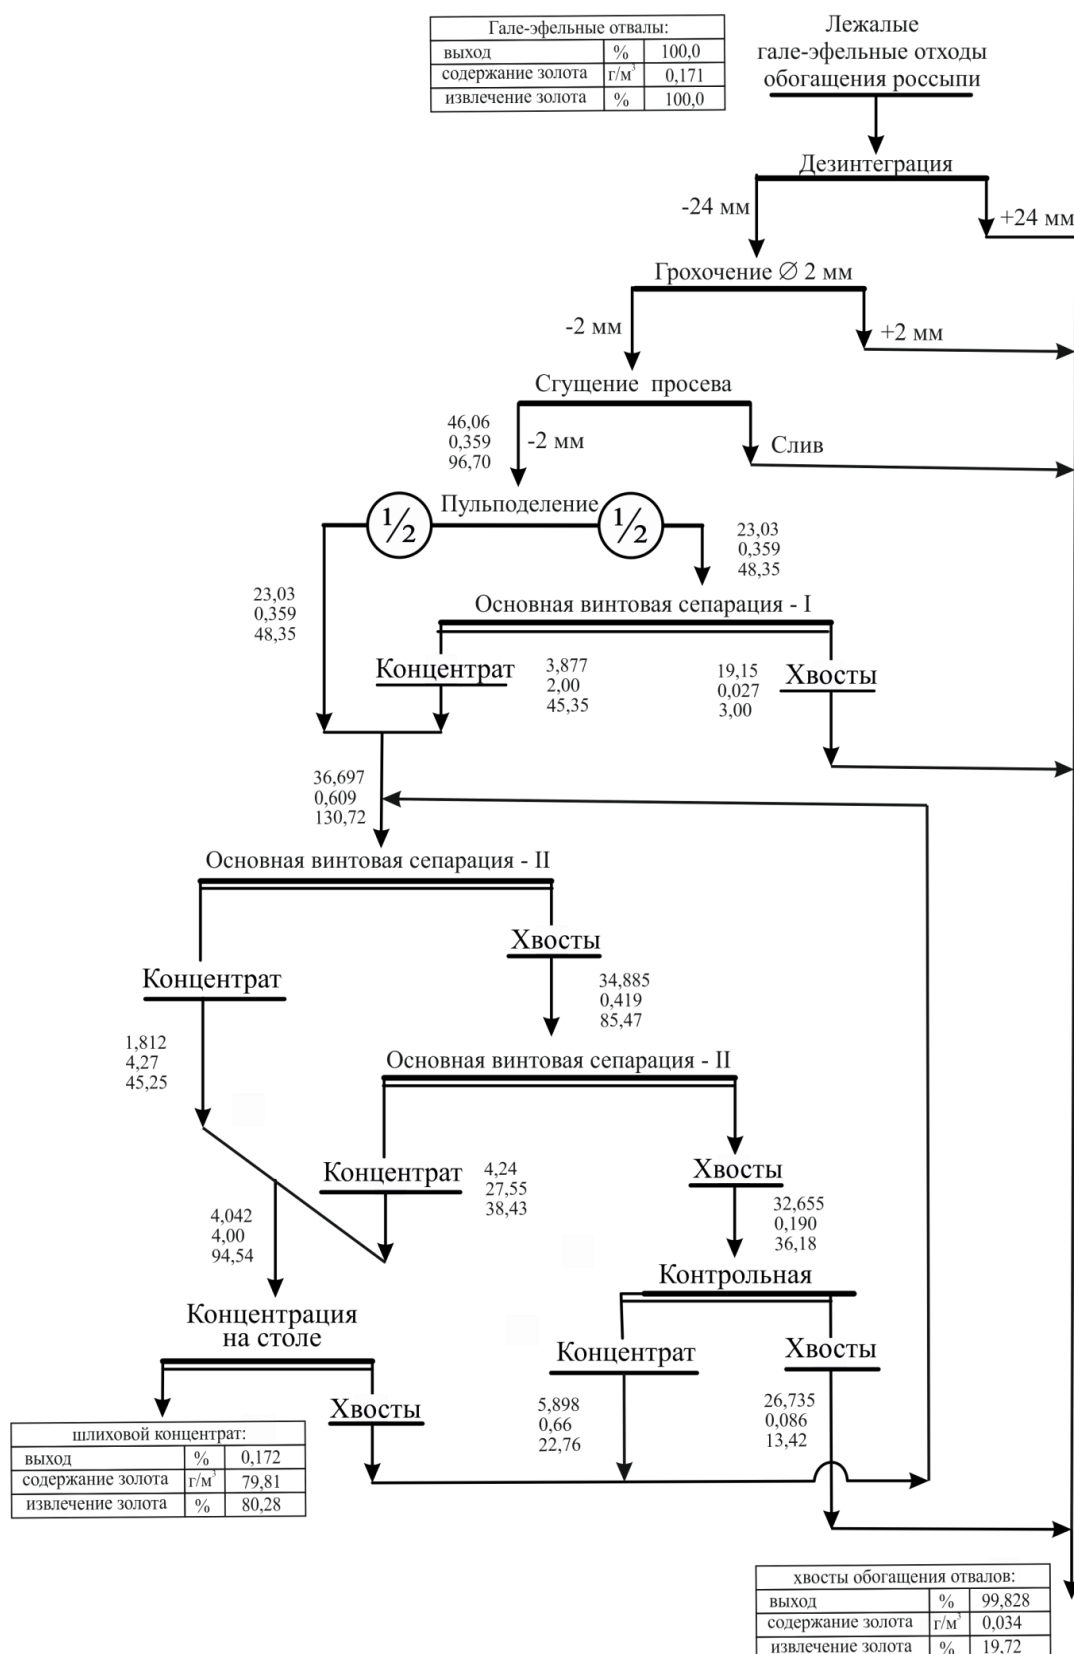 Гале-эфельные отвалы:
выход % 100,0
содержание золота г/м³ 0,171
извлечение золота % 100,0
Лежалые
гале-эфельные отходы
обогащения россыпи
Дезинтеграция
-24 мм
+24 мм
Грохочение ∅ 2 мм
-2 мм
+2 мм
Сгущение просева
46,06
0,359
96,70
-2 мм
Слив
Пульподеление
½
½
23,03
0,359
48,35
23,03
0,359
48,35
Основная винтовая сепарация - I
Концентрат
3,877
2,00
45,35
19,15
0,027
3,00
Хвосты
36,697
0,609
130,72
Основная винтовая сепарация - II
Хвосты
Концентрат
34,885
0,419
85,47
1,812
4,27
45,25
Основная винтовая сепарация - II
Концентрат
4,24
27,55
38,43
Хвосты
32,655
0,190
36,18
4,042
4,00
94,54
Контрольная
Концентрация
на столе
Концентрат
Хвосты
5,898
0,66
22,76
26,735
0,086
13,42
Хвосты
шлиховой концентрат:
выход % 0,172
содержание золота г/м³ 79,81
извлечение золота % 80,28
хвосты обогащения отвалов:
выход % 99,828
содержание золота г/м³ 0,034
извлечение золота % 19,72